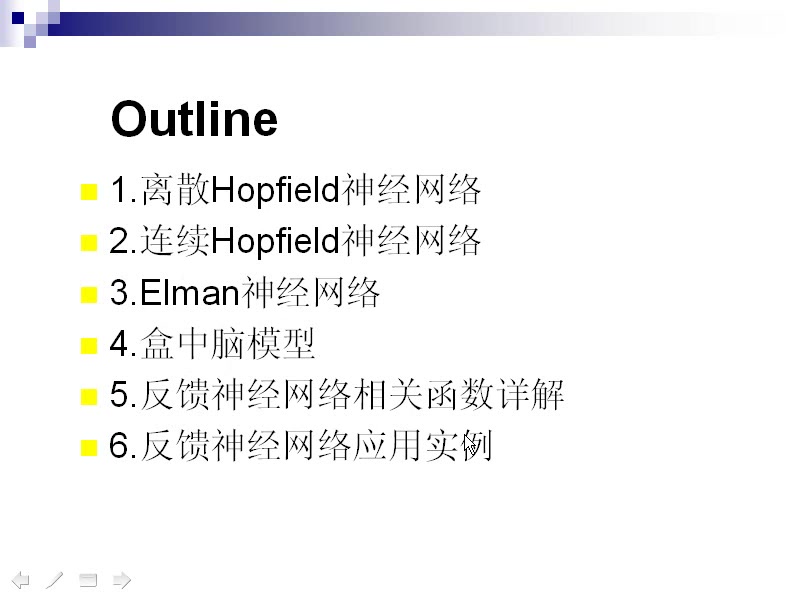 Outline
1.离散Hopfield神经网络
2.连续Hopfield神经网络
3.Elman神经网络
4.盒中脑模型
5.反馈神经网络相关函数详解
6.反馈神经网络应用实例